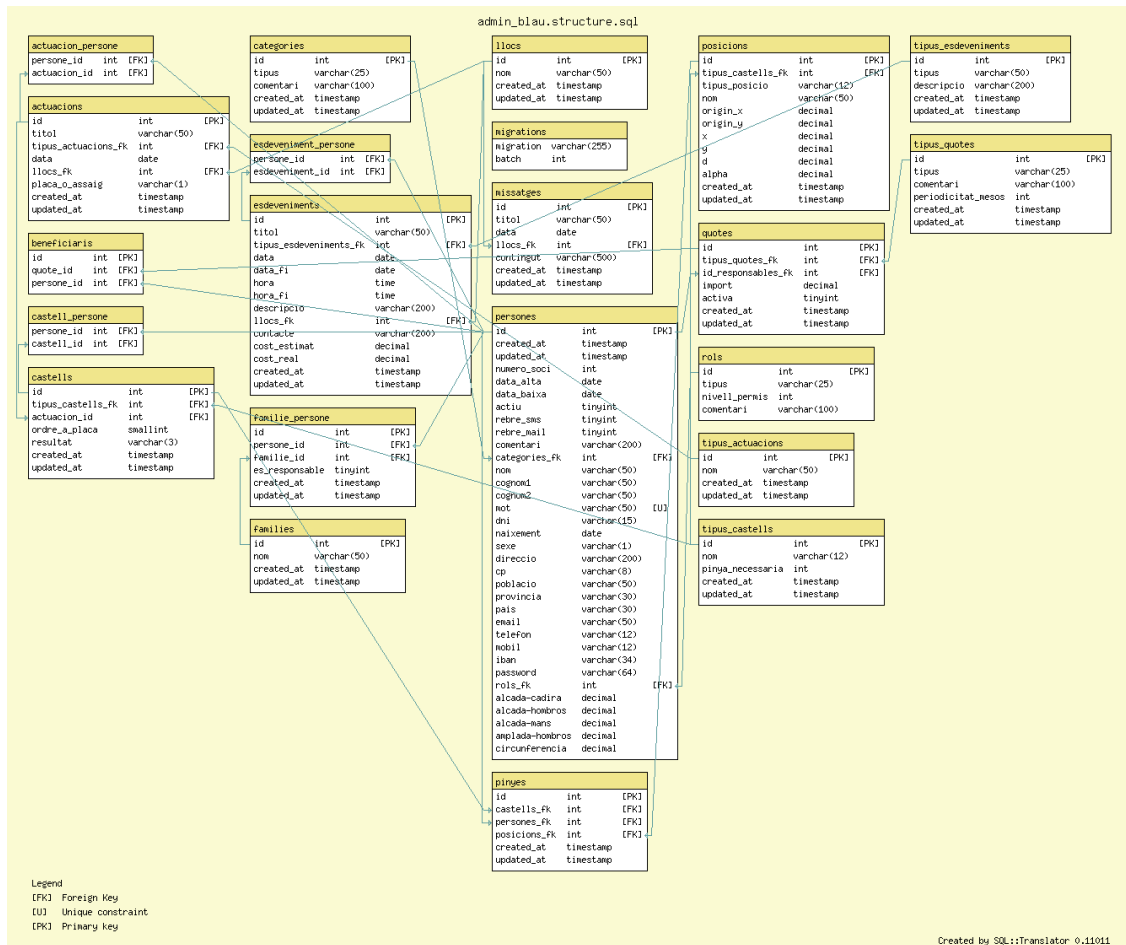 admin_blau.structure.sql
actuacion_persone
persone_id int [FK]
actuacion_id int [FK]
actuacions
id int [PK]
titol varchar(50)
tipus_actuacions_fk int [FK]
data date
llocs_fk int [FK]
placa_o_assaig varchar(1)
created_at timestamp
updated_at timestamp
beneficiaris
id int [PK]
quote_id int [FK]
persone_id int [FK]
castell_persone
persone_id int [FK]
castell_id int [FK]
castells
id int [PK]
tipus_castells_fk int [FK]
actuacion_id int [FK]
ordre_a_placa smallint
resultat varchar(3)
created_at timestamp
updated_at timestamp
categories
id int [PK]
tipus varchar(25)
comentari varchar(100)
created_at timestamp
updated_at timestamp
esdeveniment_persone
persone_id int [FK]
esdeveniment_id int [FK]
esdeveniments
id int [PK]
titol varchar(50)
tipus_esdeveniments_fk int [FK]
data date
data_fi date
hora time
hora_fi time
descripcio varchar(200)
llocs_fk int [FK]
contacte varchar(200)
cost_estimat decimal
cost_real decimal
created_at timestamp
updated_at timestamp
familie_persone
id int [PK]
persone_id int [FK]
familie_id int [FK]
es_responsable tinyint
created_at timestamp
updated_at timestamp
families
id int [PK]
nom varchar(50)
created_at timestamp
updated_at timestamp
llocs
id int [PK]
nom varchar(50)
created_at timestamp
updated_at timestamp
migrations
migration varchar(255)
batch int
missatges
id int [PK]
titol varchar(50)
data date
llocs_fk int [FK]
contingut varchar(500)
created_at timestamp
updated_at timestamp
persones
id int [PK]
created_at timestamp
updated_at timestamp
numero_soci int
data_alta date
data_baixa date
actiu tinyint
rebre_sms tinyint
rebre_mail tinyint
comentari varchar(200)
categories_fk int [FK]
nom varchar(50)
cognom1 varchar(50)
cognom2 varchar(50)
mot varchar(50) [U]
dni varchar(15)
naixement date
sexe varchar(1)
direccio varchar(200)
cp varchar(8)
poblacio varchar(50)
provincia varchar(30)
pais varchar(30)
email varchar(50)
telefon varchar(12)
mobil varchar(12)
iban varchar(34)
password varchar(64)
rols_fk int [FK]
alcada-cadira decimal
alcada-hombros decimal
alcada-mans decimal
amplada-hombros decimal
circunferencia decimal
pinyes
id int [PK]
castells_fk int [FK]
persones_fk int [FK]
posicions_fk int [FK]
created_at timestamp
updated_at timestamp
posicions
id int [PK]
tipus_castells_fk int [FK]
tipus_posicio varchar(12)
nom varchar(50)
origin_x decimal
origin_y decimal
x decimal
y decimal
d decimal
alpha decimal
created_at timestamp
updated_at timestamp
quotes
id int [PK]
tipus_quotes_fk int [FK]
id_responsables_fk int [FK]
import decimal
activa tinyint
created_at timestamp
updated_at timestamp
rols
id int [PK]
tipus varchar(25)
nivell_permis int
comentari varchar(100)
tipus_actuacions
id int [PK]
nom varchar(50)
created_at timestamp
updated_at timestamp
tipus_castells
id int [PK]
nom varchar(12)
pinya_necessaria int
created_at timestamp
updated_at timestamp
tipus_esdeveniments
id int [PK]
tipus varchar(50)
descripcio varchar(200)
created_at timestamp
updated_at timestamp
tipus_quotes
id int [PK]
tipus varchar(25)
comentari varchar(100)
periodicitat_mesos int
created_at timestamp
updated_at timestamp
Legend
[FK] Foreign Key
[U] Unique constraint
[PK] Primary key
Created by SQL::Translator 0.11011